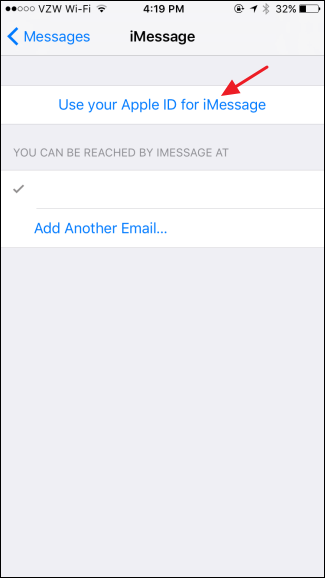 VZW Wi-Fi 4:19 PM 32%
Messages iMessage
Use your Apple ID for iMessage
YOU CAN BE REACHED BY IMESSAGE AT
Add Another Email...